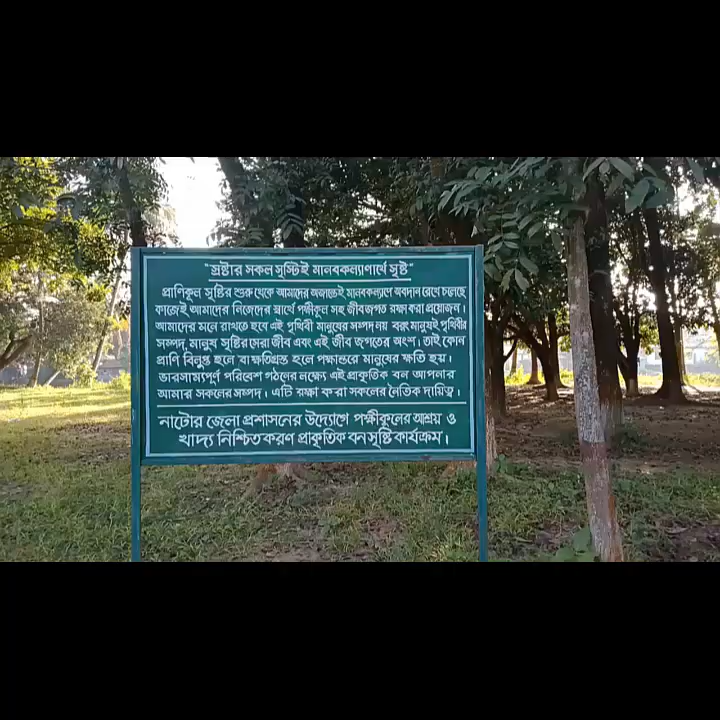 "স্রষ্টার সকল সৃষ্টিই মানবকল্যাণার্থে সৃষ্ট"
প্রাণিকূল সৃষ্টির শুরু থেকে আমাদের অজান্তেই মানবকল্যাণে অবদান রেখে চলেছে
কাজেই আমাদের নিজেদের স্বার্থে পক্ষীকূল সহ জীবজগত রক্ষা করা প্রয়োজন।
আমাদের মনে রাখতে হবে এই পৃথিবী মানুষের সম্পদ নয় বরং মানুষই পৃথিবীর
সম্পদ, মানুষ সৃষ্টির সেরা জীব এবং এই জীব জগতের অংশ। তাই কোন
প্রাণি বিলুপ্ত হলে বা ক্ষতিগ্রস্ত হলে পক্ষান্তরে মানুষের ক্ষতি হয়।
ভারসাম্যপূর্ণ পরিবেশ গঠনের লক্ষ্যে এই প্রাকৃতিক বন আপনার
আমার সকলের সম্পদ। এটি রক্ষা করা সকলের নৈতিক দায়িত্ব।
নাটোর জেলা প্রশাসনের উদ্যোগে পক্ষীকূলের আশ্রয় ও
খাদ্য নিশ্চিতকরণ প্রাকৃতিক বন সৃষ্টি কার্যক্রম।